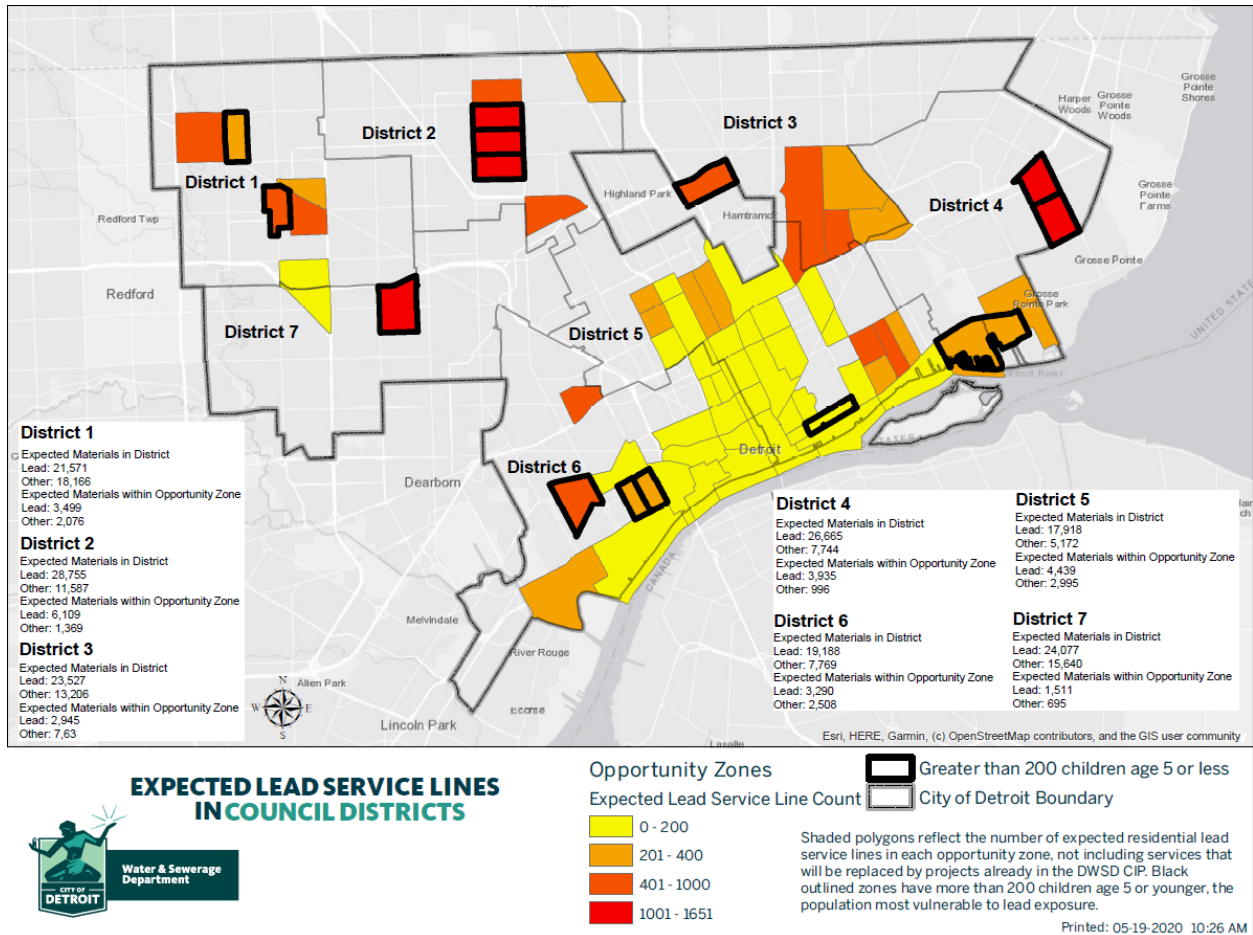 Grosse
Pointe
Shores
Harper
Woods
Grosse
Pointe
Woods
District 3
District 2
District 1
Highland Park
Hamtramck
Grosse
Pointe
Farms
District 4
Redford Twp
Grosse Pointe
Redford
Grosse
Pointe Park
UNITED STATES
District 7
District 5
Detroit River
STATES
Detroit
District 6
Dearborn
CANADA
Melvindale
River Rouge
Allen Park
Ecorse
Lincoln Park
Lasalle
N
W E
S
District 1
Expected Materials in District
Lead: 21,571
Other: 18,166
Expected Materials within Opportunity Zone
Lead: 3,499
Other: 2,076
District 2
Expected Materials in District
Lead: 28,755
Other: 11,587
Expected Materials within Opportunity Zone
Lead: 6,109
Other: 1,369
District 3
Expected Materials in District
Lead: 23,527
Other: 13,206
Expected Materials within Opportunity Zone
Lead: 2,945
Other: 7,63
District 4
Expected Materials in District
Lead: 26,665
Other: 7,744
Expected Materials within Opportunity Zone
Lead: 3,935
Other: 996
District 5
Expected Materials in District
Lead: 17,918
Other: 5,172
Expected Materials within Opportunity Zone
Lead: 4,439
Other: 2,995
District 6
Expected Materials in District
Lead: 19,188
Other: 7,769
Expected Materials within Opportunity Zone
Lead: 3,290
Other: 2,508
District 7
Expected Materials in District
Lead: 24,077
Other: 15,640
Expected Materials within Opportunity Zone
Lead: 1,511
Other: 695
Esri, HERE, Garmin, (c) OpenStreetMap contributors, and the GIS user community
EXPECTED LEAD SERVICE LINES
IN COUNCIL DISTRICTS
CITY OF
DETROIT
Water & Sewerage
Department
Opportunity Zones
Expected Lead Service Line Count
0 - 200
201 - 400
401 - 1000
1001 - 1651
Greater than 200 children age 5 or less
City of Detroit Boundary
Shaded polygons reflect the number of expected residential lead
service lines in each opportunity zone, not including services that
will be replaced by projects already in the DWSD CIP. Black
outlined zones have more than 200 children age 5 or younger, the
population most vulnerable to lead exposure.
Printed: 05-19-2020 10:26 AM